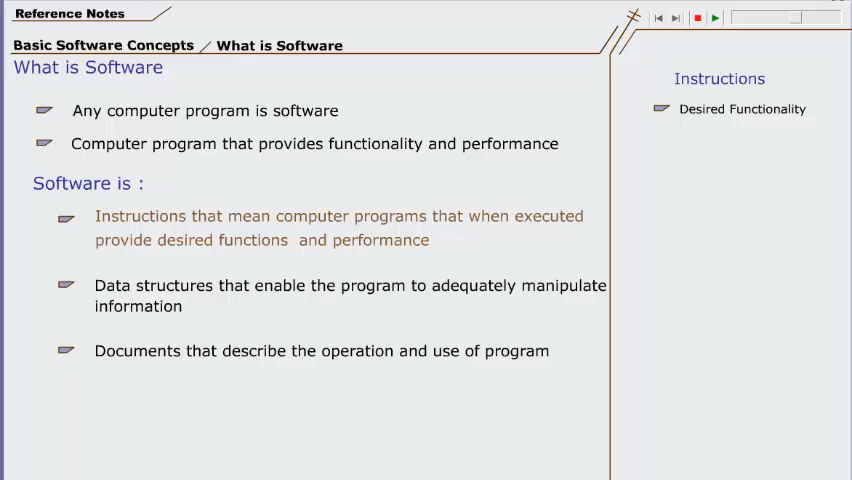 Reference Notes
Basic Software Concepts / What is Software
What is Software
Any computer program is software
Computer program that provides functionality and performance
Software is :
Instructions that mean computer programs that when executed
provide desired functions and performance
Data structures that enable the program to adequately manipulate
information
Documents that describe the operation and use of program
Instructions
Desired Functionality